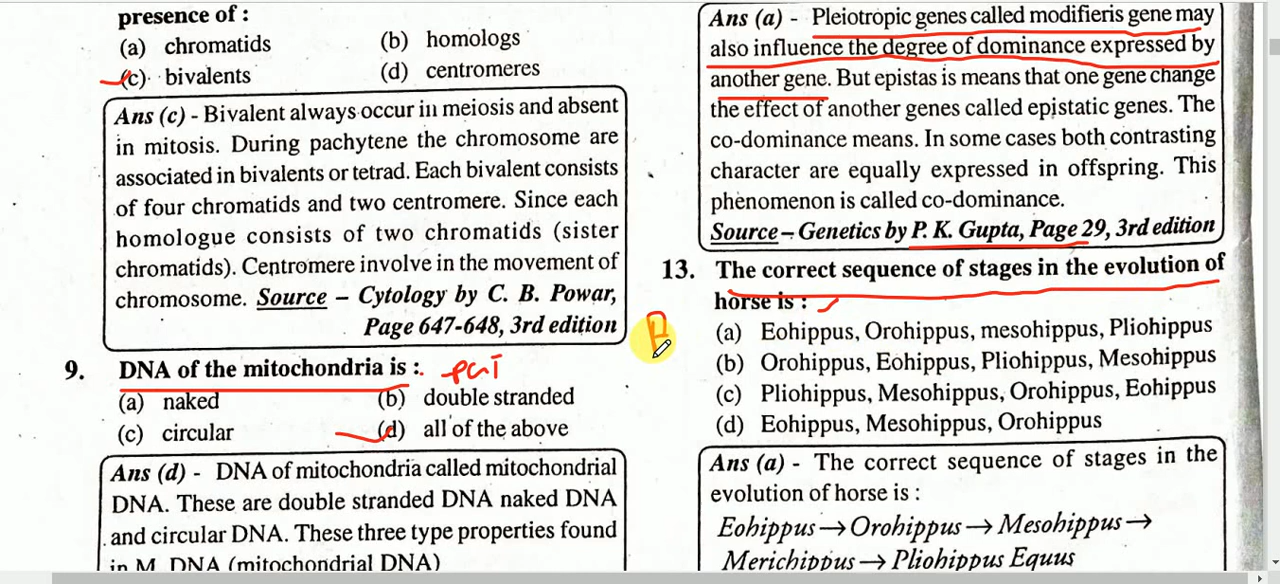 presence of :
(a) chromatids (b) homologs
(c) bivalents (d) centromeres
Ans (c) - Bivalent always occur in meiosis and absent
in mitosis. During pachytene the chromosome are
associated in bivalents or tetrad. Each bivalent consists
of four chromatids and two centromere. Since each
homologue consists of two chromatids (sister
chromatids). Centromere involve in the movement of
chromosome. Source – Cytology by C. B. Powar,
Page 647-648, 3rd edition
9. DNA of the mitochondria is :
(a) naked (b) double stranded
(c) circular (d) all of the above
Ans (d) - DNA of mitochondria called mitochondrial
DNA. These are double stranded DNA naked DNA
and circular DNA. These three type properties found
in M. DNA (mitochondrial DNA)
Ans (a) - Pleiotropic genes called modifieris gene may
also influence the degree of dominance expressed by
another gene. But epistas is means that one gene change
the effect of another genes called epistatic genes. The
co-dominance means. In some cases both contrasting
character are equally expressed in offspring. This
phenomenon is called co-dominance.
Source – Genetics by P. K. Gupta, Page 29, 3rd edition
13. The correct sequence of stages in the evolution of
horse is :
(a) Eohippus, Orohippus, mesohippus, Pliohippus
(b) Orohippus, Eohippus, Pliohippus, Mesohippus
(c) Pliohippus, Mesohippus, Orohippus, Eohippus
(d) Eohippus, Mesohippus, Orohippus
Ans (a) - The correct sequence of stages in the
evolution of horse is :
Eohippus → Orohippus → Mesohippus →
Merichippus → Pliohippus Equus